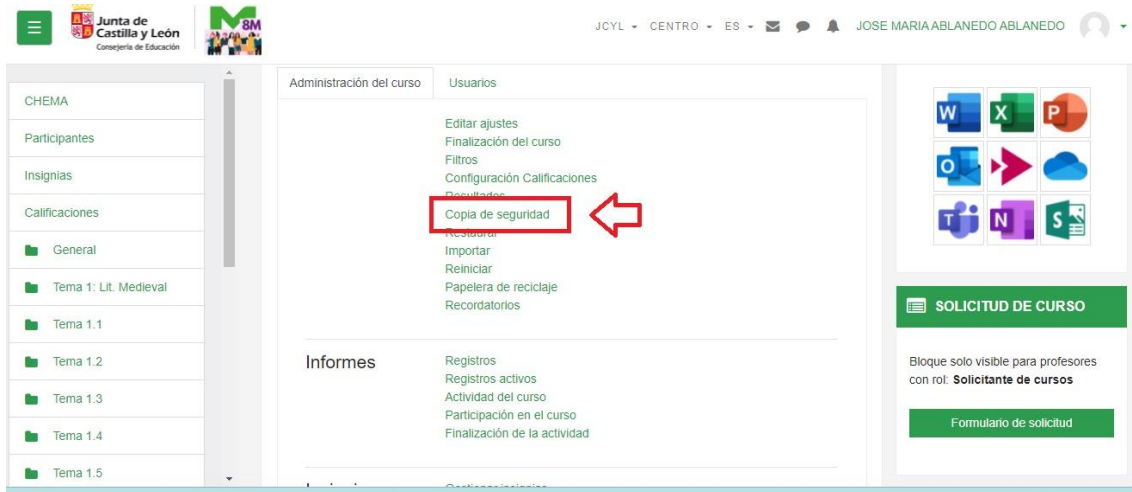 Junta de
Castilla y León
Consejería de Educación
8M
JCYL
CENTRO
ES
JOSE MARIA ABLANEDO ABLANEDO
CHEMA
Participantes
Insignias
Calificaciones
General
Tema 1: Lit. Medieval
Tema 1.1
Tema 1.2
Tema 1.3
Tema 1.4
Tema 1.5
Administración del curso
Usuarios
Editar ajustes
Finalización del curso
Filtros
Configuración Calificaciones
Resultados
Copia de seguridad
Restaurar
Importar
Reiniciar
Papelera de reciclaje
Recordatorios
Informes
Registros
Registros activos
Actividad del curso
Participación en el curso
Finalización de la actividad
Gestionar insignias
W X P
O
T N S
SOLICITUD DE CURSO
Bloque solo visible para profesores
con rol: Solicitante de cursos
Formulario de solicitud